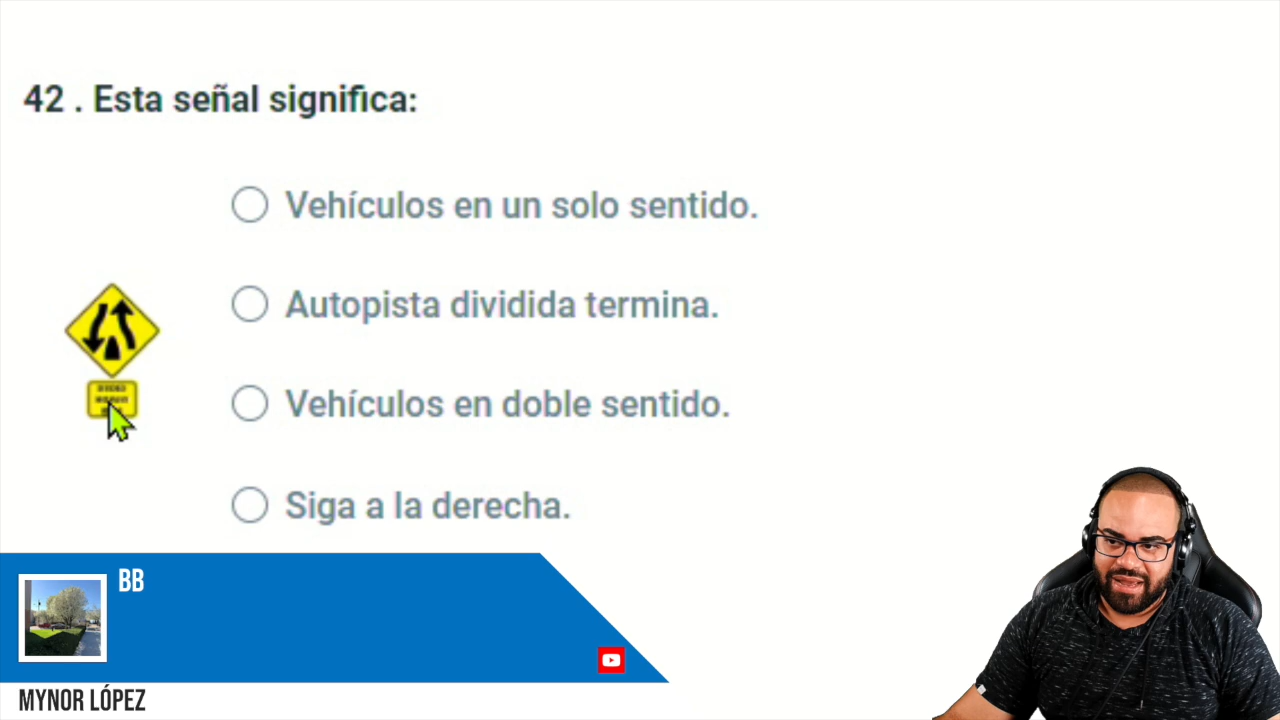 42 . Esta señal significa:
Vehículos en un solo sentido.
Autopista dividida termina.
Vehículos en doble sentido.
Siga a la derecha.
BB
MYNOR LÓPEZ